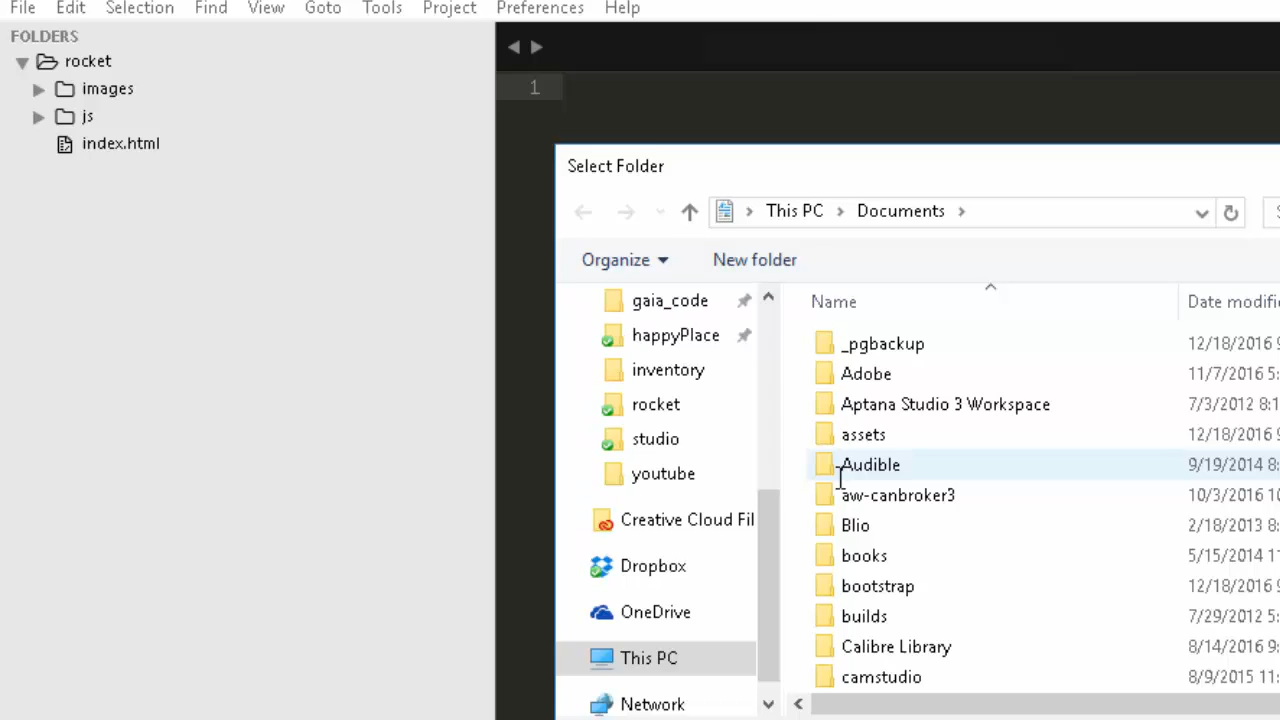 File Edit Selection Find View Goto Tools Project Preferences Help
FOLDERS
rocket
images
js
index.html
1
Select Folder
This PC Documents
Organize New folder
gaia_code
happyPlace
inventory
rocket
studio
youtube
Creative Cloud Fil
Dropbox
OneDrive
This PC
Network
Name Date modifi
_pgbackup 12/18/2016 9
Adobe 11/7/2016 5:
Aptana Studio 3 Workspace 7/3/2012 8:1
assets 12/18/2016 9
Audible 9/19/2014 8:
aw-canbroker3 10/3/2016 10
Blio 2/18/2013 8:
books 5/15/2014 11
bootstrap 12/18/2016 9
builds 7/29/2012 5:
Calibre Library 8/14/2016 9:
camstudio 8/9/2015 11: